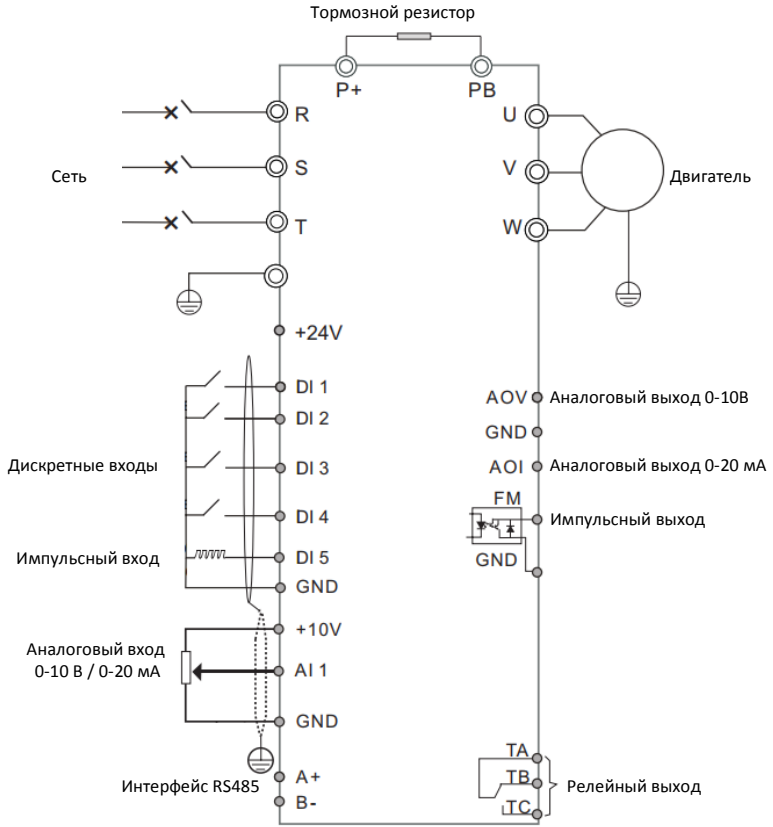 Тормозной резистор
P+
PB
R
U
S
V
Сеть
Двигатель
T
W
+24V
DI 1
AOV
Аналоговый выход 0-10В
DI 2
GND
Дискретные входы
DI 3
AOI
Аналоговый выход 0-20 мА
FM
DI 4
Импульсный выход
Импульсный вход
DI 5
GND
GND
+10V
Аналоговый вход
0-10 В / 0-20 мА
AI 1
GND
TA
Интерфейс RS485
A+
TB
Релейный выход
B-
TC